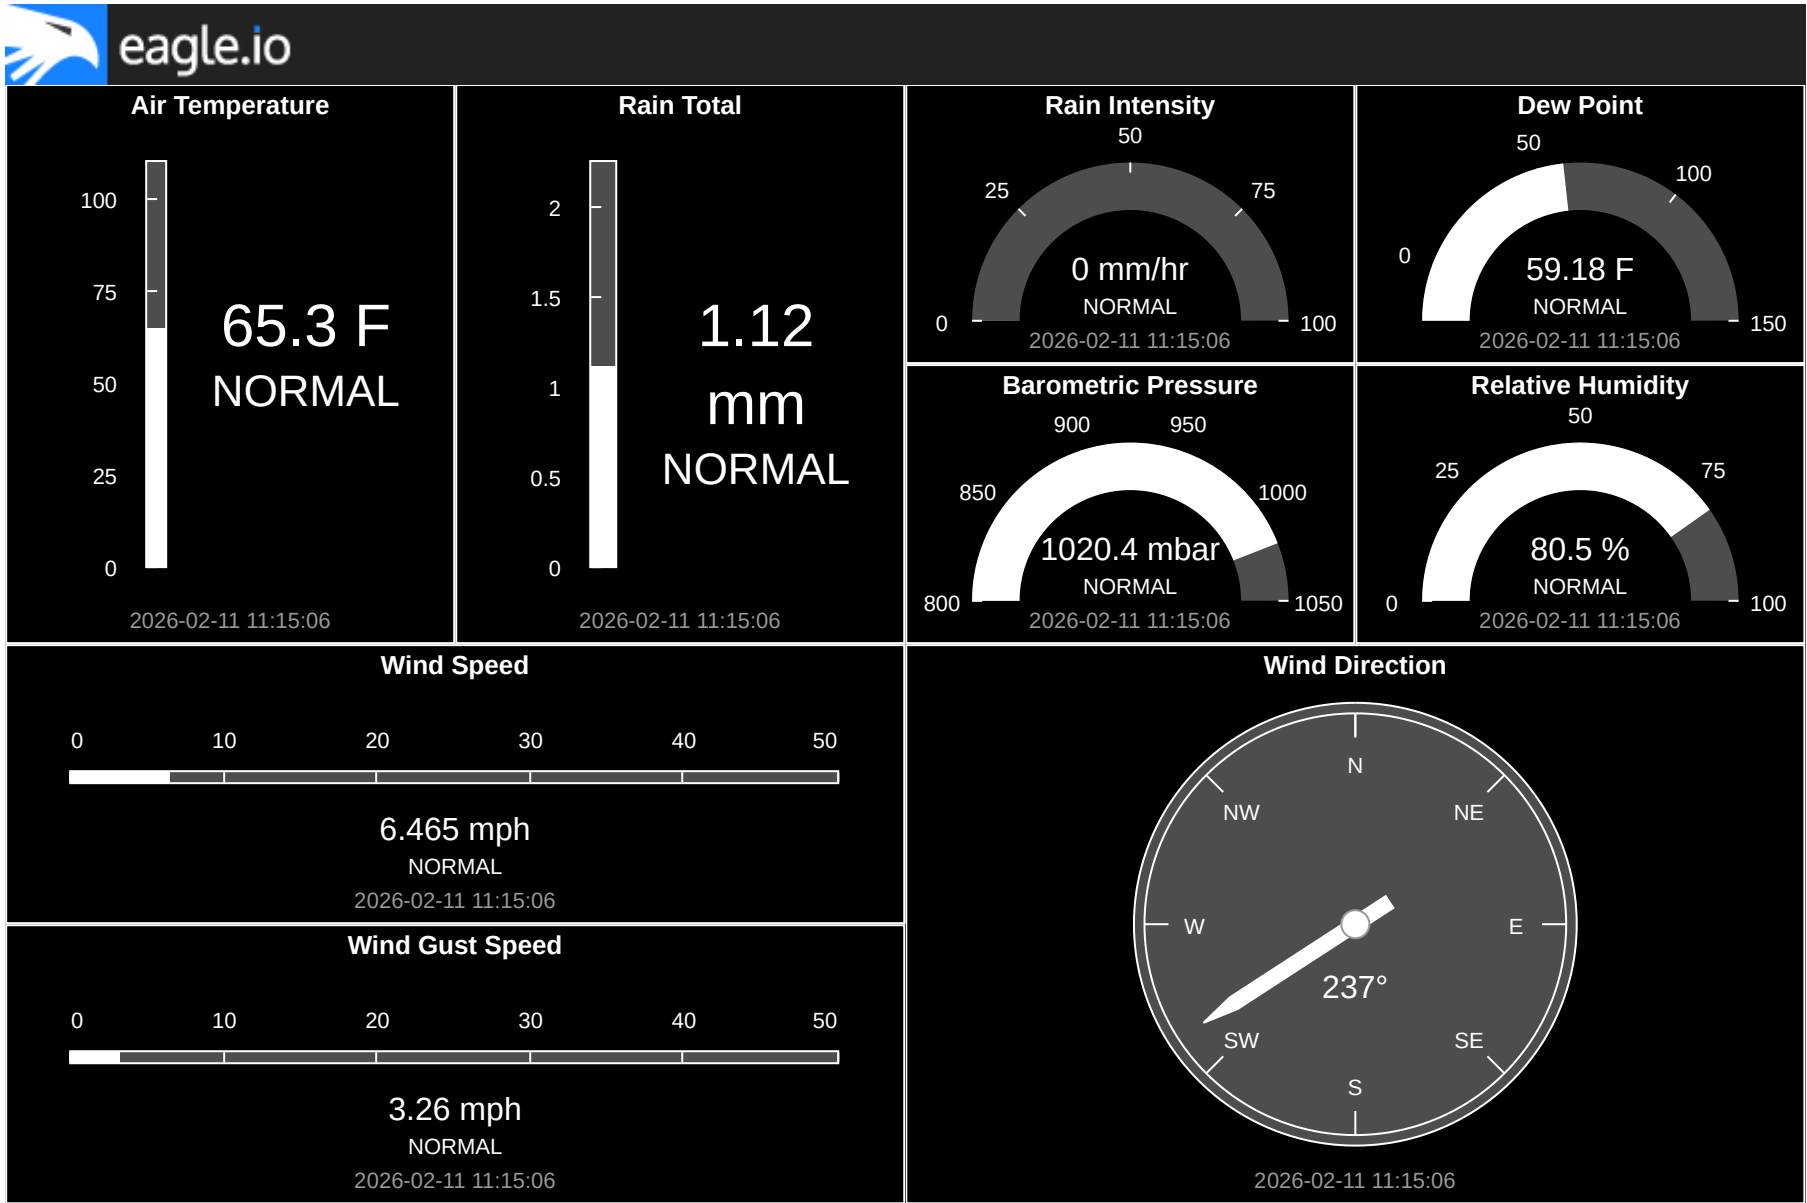 eagle.io
Air Temperature
100
75
50
25
0
65.3 F
NORMAL
2026-02-11 11:15:06
Rain Total
2
1.5
1
0.5
0
1.12
mm
NORMAL
2026-02-11 11:15:06
Rain Intensity
50
25
75
0
100
0 mm/hr
NORMAL
2026-02-11 11:15:06
Dew Point
50
100
0
150
59.18 F
NORMAL
2026-02-11 11:15:06
Barometric Pressure
900 950
850 1000
800 1050
1020.4 mbar
NORMAL
2026-02-11 11:15:06
Relative Humidity
50
25 75
0 100
80.5 %
NORMAL
2026-02-11 11:15:06
Wind Speed
0 10 20 30 40 50
6.465 mph
NORMAL
2026-02-11 11:15:06
Wind Gust Speed
0 10 20 30 40 50
3.26 mph
NORMAL
2026-02-11 11:15:06
Wind Direction
N
NW NE
W E
237°
SW SE
S
2026-02-11 11:15:06